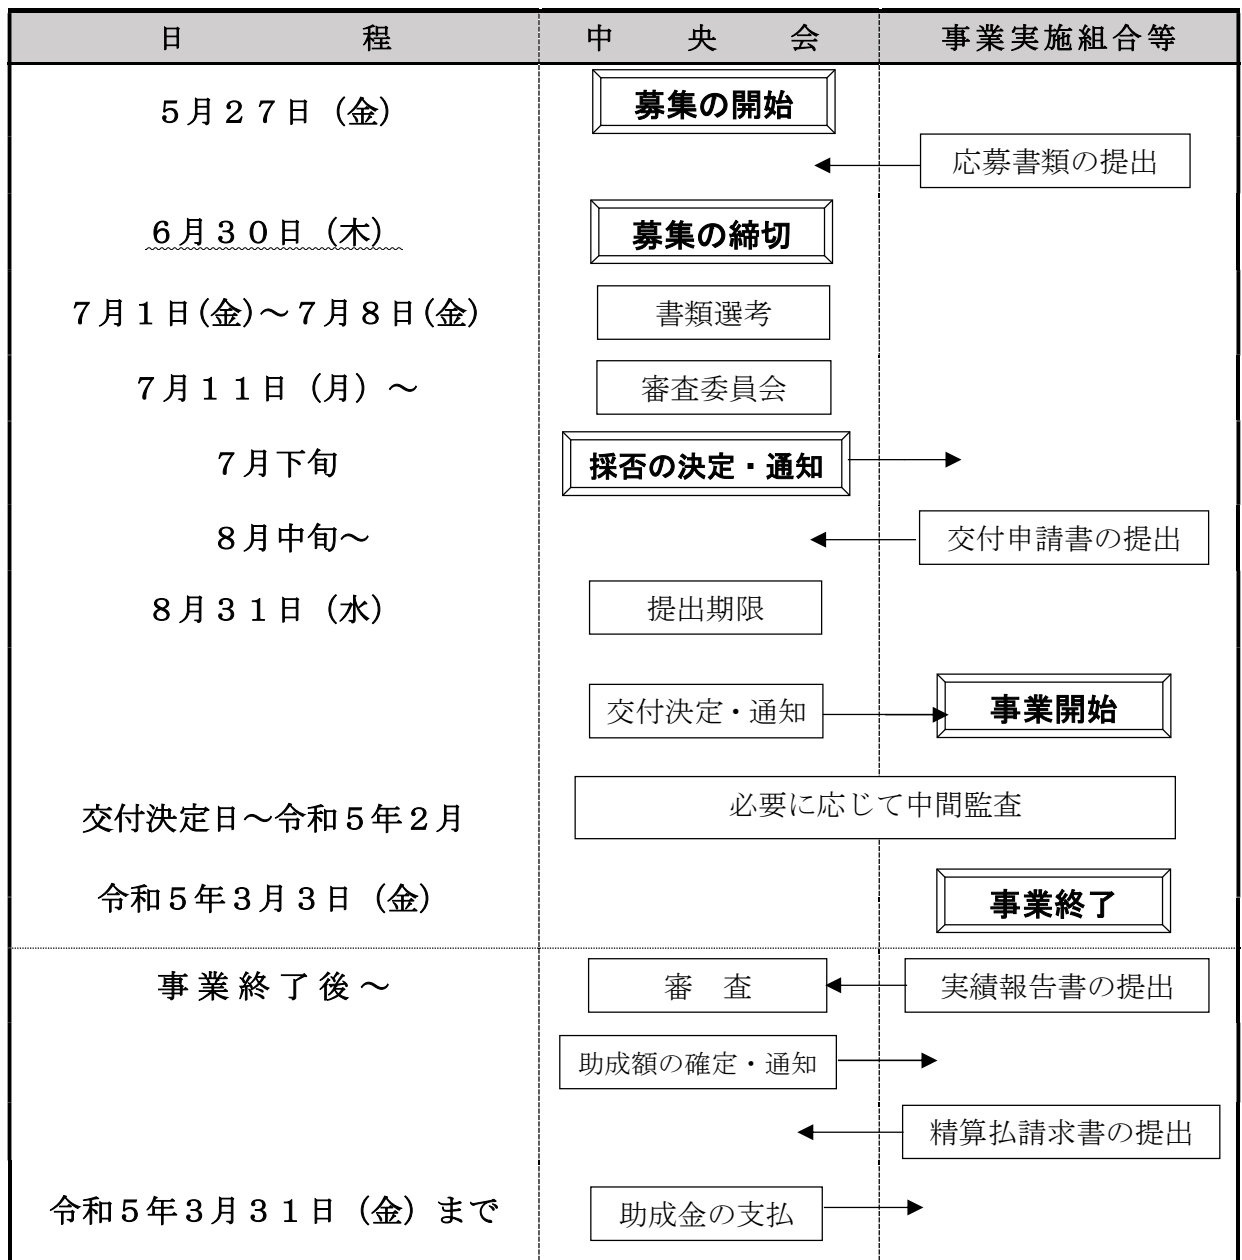 日程 中央会 事業実施組合等
５月２７日（金） 募集の開始
応募書類の提出
６月３０日（木） 募集の締切
７月１日(金)～７月８日(金) 書類選考
７月１１日（月）～ 審査委員会
７月下旬 採否の決定・通知
８月中旬～ 交付申請書の提出
８月３１日（水） 提出期限
交付決定・通知 事業開始
交付決定日～令和５年２月 必要に応じて中間監査
令和５年３月３日（金） 事業終了
事業終了後～ 審　査 実績報告書の提出
助成額の確定・通知
精算払請求書の提出
令和５年３月３１日（金）まで 助成金の支払